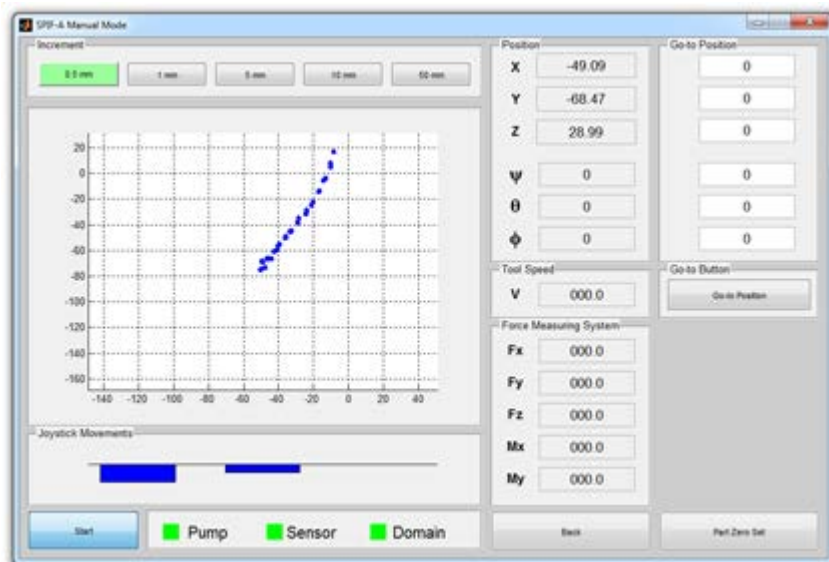 SPIF-A Manual Mode
Increment
0.5 mm
1 mm
5 mm
10 mm
50 mm
20
0
-20
-40
-60
-80
-100
-120
-140
-160
-140 -120 -100 -80 -60 -40 -20 0 20 40
Joystick Movements
Start
Pump
Sensor
Domain
Position
X -49.09
Y -68.47
Z 28.99
ψ 0
θ 0
ϕ 0
Tool Speed
V 000.0
Force Measuring System
Fx 000.0
Fy 000.0
Fz 000.0
Mx 000.0
My 000.0
Back
Go-to Position
0
0
0
0
0
0
Go-to Button
Go-to Position
Part Zero Set